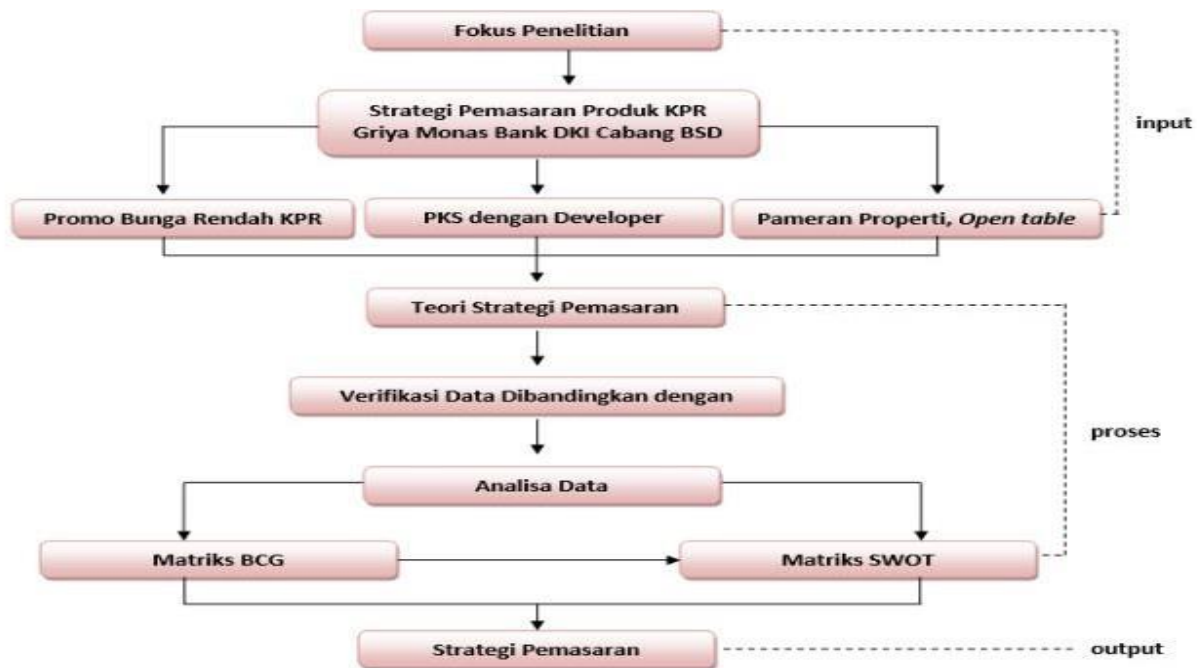 Fokus Penelitian
Strategi Pemasaran Produk KPR
Griya Monas Bank DKI Cabang BSD
input
Promo Bunga Rendah KPR
PKS dengan Developer
Pameran Properti, Open table
Teori Strategi Pemasaran
Verifikasi Data Dibandingkan dengan
proses
Analisa Data
Matriks BCG
Matriks SWOT
Strategi Pemasaran
output